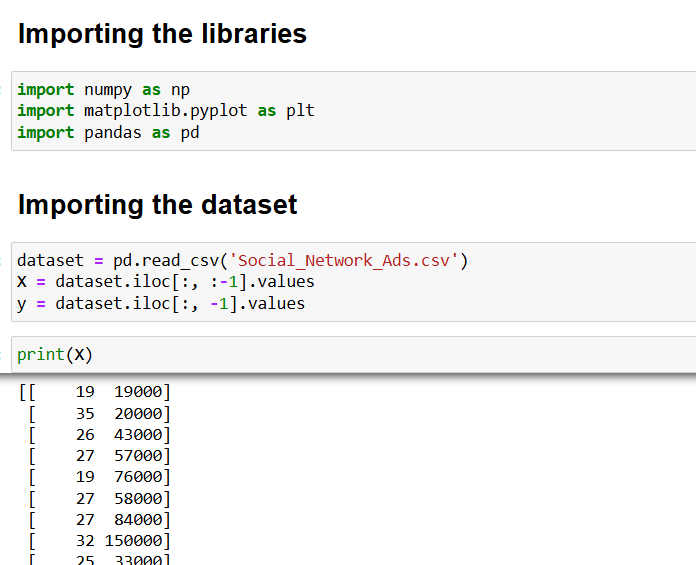 Importing the libraries
import numpy as np
import matplotlib.pyplot as plt
import pandas as pd
Importing the dataset
dataset = pd.read_csv('Social_Network_Ads.csv')
X = dataset.iloc[:, :-1].values
y = dataset.iloc[:, -1].values
print(X)
[[    19  19000]
 [    35  20000]
 [    26  43000]
 [    27  57000]
 [    19  76000]
 [    27  58000]
 [    27  84000]
 [    32 150000]
 [    25  33000]